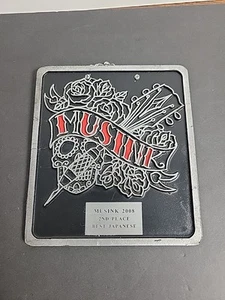 MUSINK
MUSINK 2008
2ND PLACE
BEST JAPANESE